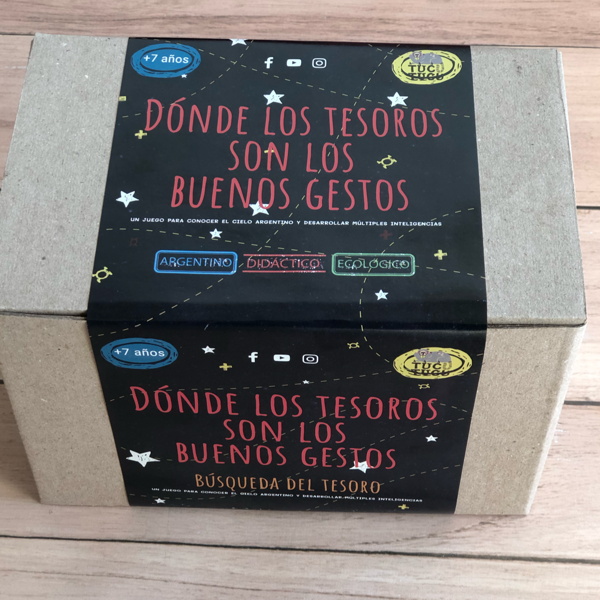 +7 años
TUCU
TUCU
DÓNDE LOS TESOROS
SON LOS
BUENOS GESTOS
UN JUEGO PARA CONOCER EL CIELO ARGENTINO Y DESARROLLAR MÚLTIPLES INTELIGENCIAS
ARGENTINO DIDÁCTICO ECOLÓGICO
+7 años
TUCU
TUCU
DÓNDE LOS TESOROS
SON LOS
BUENOS GESTOS
BÚSQUEDA DEL TESORO
UN JUEGO PARA CONOCER EL CIELO ARGENTINO Y DESARROLLAR MÚLTIPLES INTELIGENCIAS